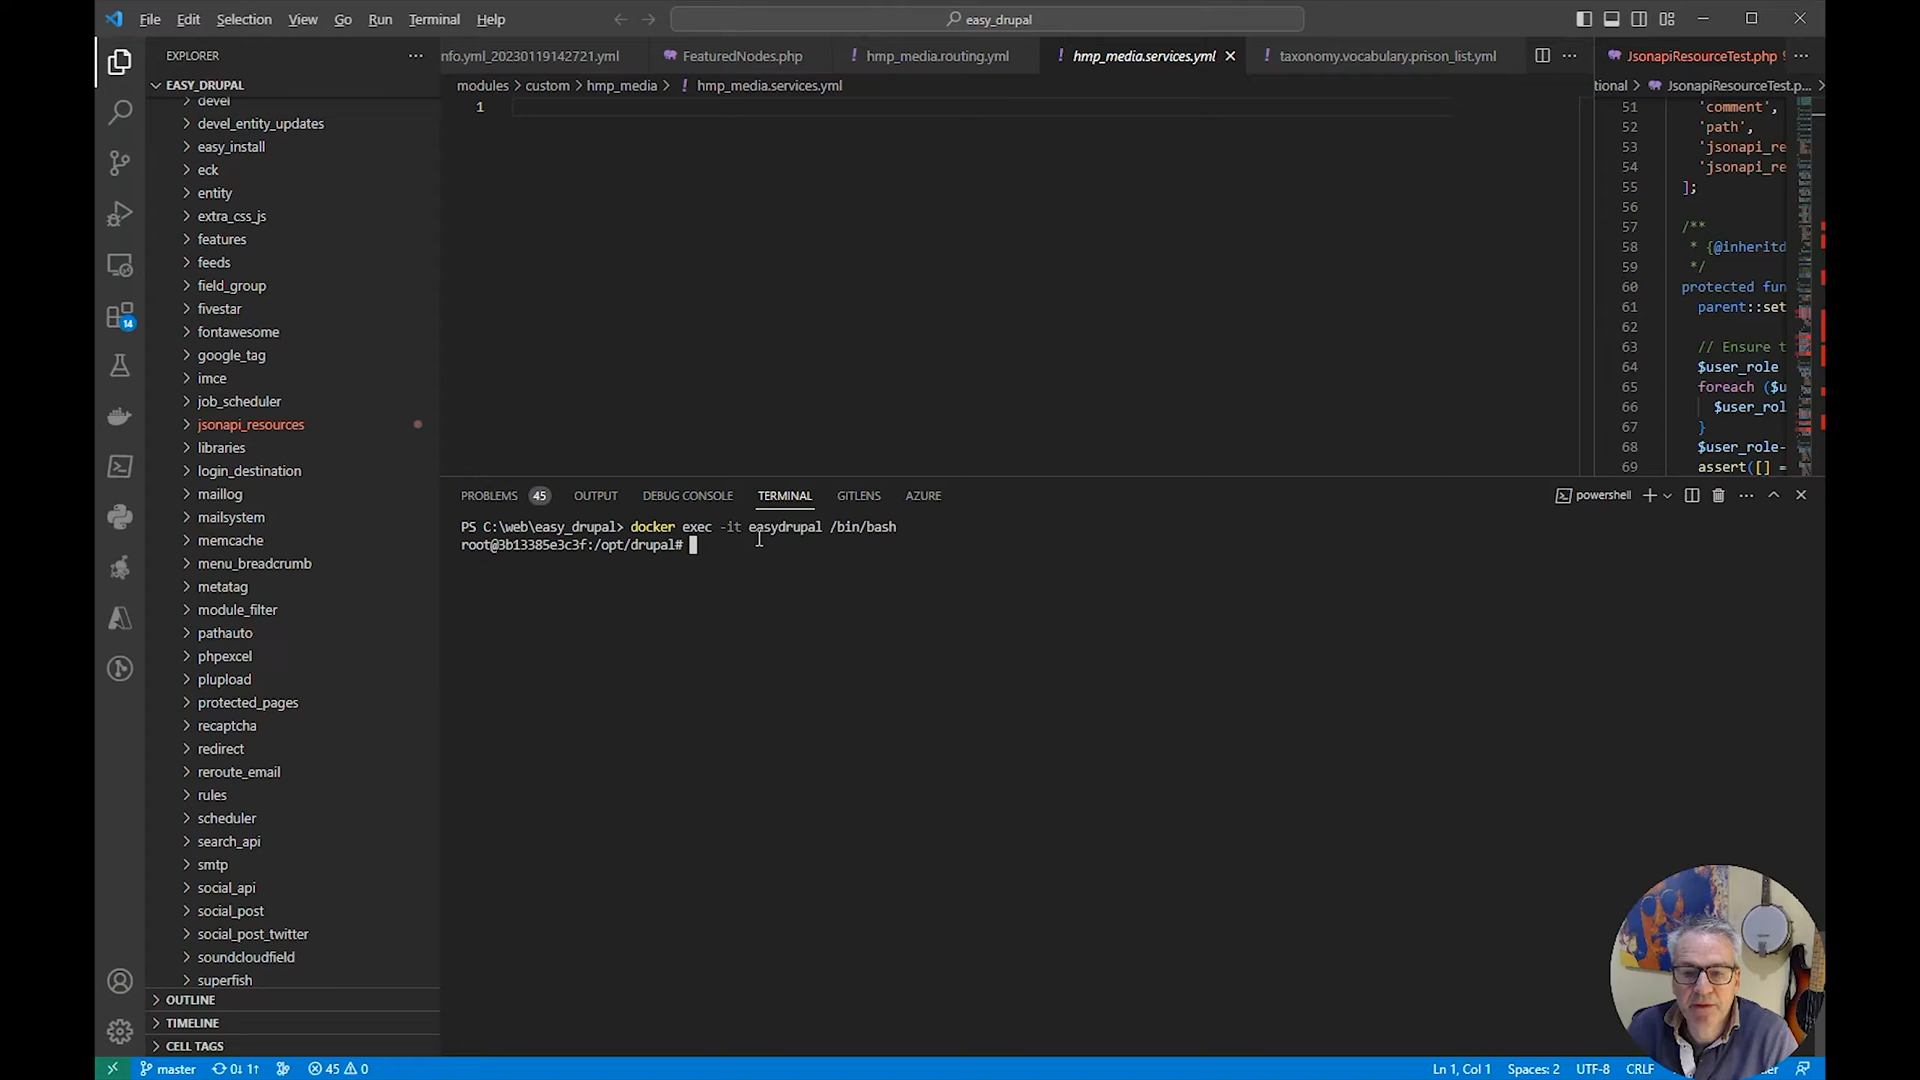 File Edit Selection View Go Run Terminal Help
easy_drupal
EXPLORER
EASY_DRUPAL
devel
devel_entity_updates
easy_install
eck
entity
extra_css_js
features
feeds
field_group
fivestar
fontawesome
google_tag
imce
job_scheduler
jsonapi_resources
libraries
login_destination
maillog
mailsystem
memcache
menu_breadcrumb
metatag
module_filter
pathauto
phpexcel
plupload
protected_pages
recaptcha
redirect
reroute_email
rules
scheduler
search_api
smtp
social_api
social_post
social_post_twitter
soundcloudfield
superfish
OUTLINE
TIMELINE
CELL TAGS
14
nfo.yml_20230119142721.yml
FeaturedNodes.php
! hmp_media.routing.yml
! hmp_media.services.yml
! taxonomy.vocabulary.prison_list.yml
JsonapiResourceTest.php
modules > custom > hmp_media > ! hmp_media.services.yml
1
tional > JsonapiResourceTest.p...
51 'comment',
52 'path',
53 'jsonapi_re
54 'jsonapi_re
55 ];
56
57 /**
58 * {@inheritd
59 */
60 protected fun
61 parent::set
62
63 // Ensure t
64 $user_role
65 foreach ($u
66 $user_rol
67 }
68 $user_role-
69 assert([] =
PROBLEMS 45 OUTPUT DEBUG CONSOLE TERMINAL GITLENS AZURE
powershell
PS C:\web\easy_drupal> docker exec -it easydrupal /bin/bash
root@3b13385e3c3f:/opt/drupal#
master 0↓ 1↑ 45 0
Ln 1, Col 1 Spaces: 2 UTF-8 CRLF